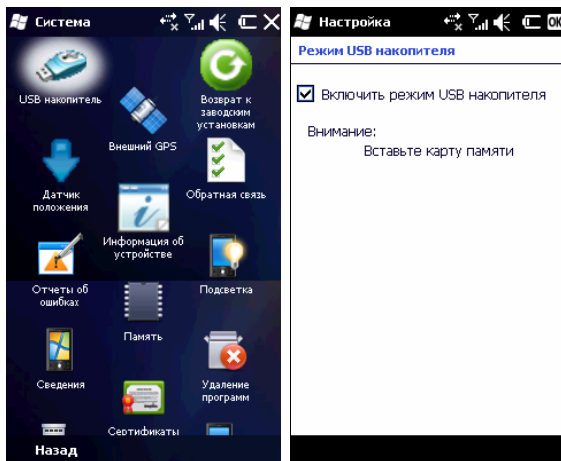 Система
USB накопитель
Возврат к
заводским
установкам
Внешний GPS
Датчик
положения
Обратная связь
Информация об
устройстве
Отчеты об
ошибках
Подсветка
Память
Сведения
Удаление
программ
Сертификаты
Назад
Настройка
OK
Режим USB накопителя
Включить режим USB накопителя
Внимание:
Вставьте карту памяти